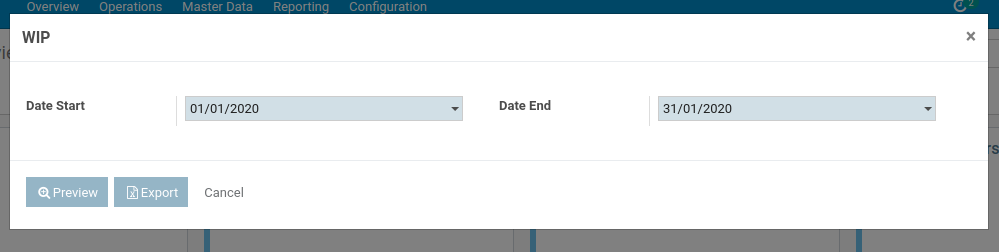 Overview Operations Master Data Reporting Configuration 2
WIP ×
Date Start 01/01/2020 Date End 31/01/2020
Preview Export Cancel